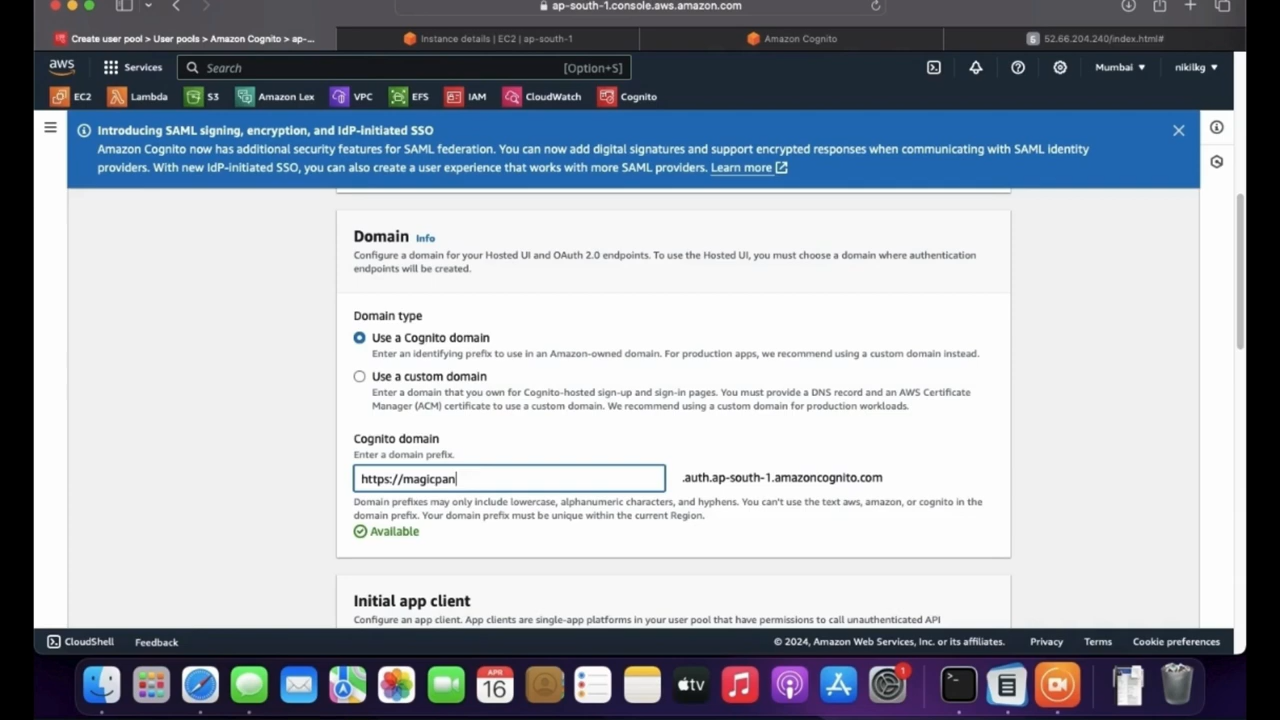 ap-south-1.console.aws.amazon.com
Create user pool > User pools > Amazon Cognito > ap-...
Instance details | EC2 | ap-south-1
Amazon Cognito
52.66.204.240/index.html#
aws
Services
Search
[Option+S]
Mumbai
nikilkg
EC2
Lambda
S3
Amazon Lex
VPC
EFS
IAM
CloudWatch
Cognito
Introducing SAML signing, encryption, and IdP-initiated SSO
Amazon Cognito now has additional security features for SAML federation. You can now add digital signatures and support encrypted responses when communicating with SAML identity
providers. With new IdP-initiated SSO, you can also create a user experience that works with more SAML providers. Learn more
Domain Info
Configure a domain for your Hosted UI and OAuth 2.0 endpoints. To use the Hosted UI, you must choose a domain where authentication
endpoints will be created.
Domain type
Use a Cognito domain
Enter an identifying prefix to use in an Amazon-owned domain. For production apps, we recommend using a custom domain instead.
Use a custom domain
Enter a domain that you own for Cognito-hosted sign-up and sign-in pages. You must provide a DNS record and an AWS Certificate
Manager (ACM) certificate to use a custom domain. We recommend using a custom domain for production workloads.
Cognito domain
Enter a domain prefix.
https://magicpan
.auth.ap-south-1.amazoncognito.com
Domain prefixes may only include lowercase, alphanumeric characters, and hyphens. You can't use the text aws, amazon, or cognito in the
domain prefix. Your domain prefix must be unique within the current Region.
Available
Initial app client
Configure an app client. App clients are single-app platforms in your user pool that have permissions to call unauthenticated API
CloudShell
Feedback
© 2024, Amazon Web Services, Inc. or its affiliates.
Privacy
Terms
Cookie preferences
APR
16
tv
1